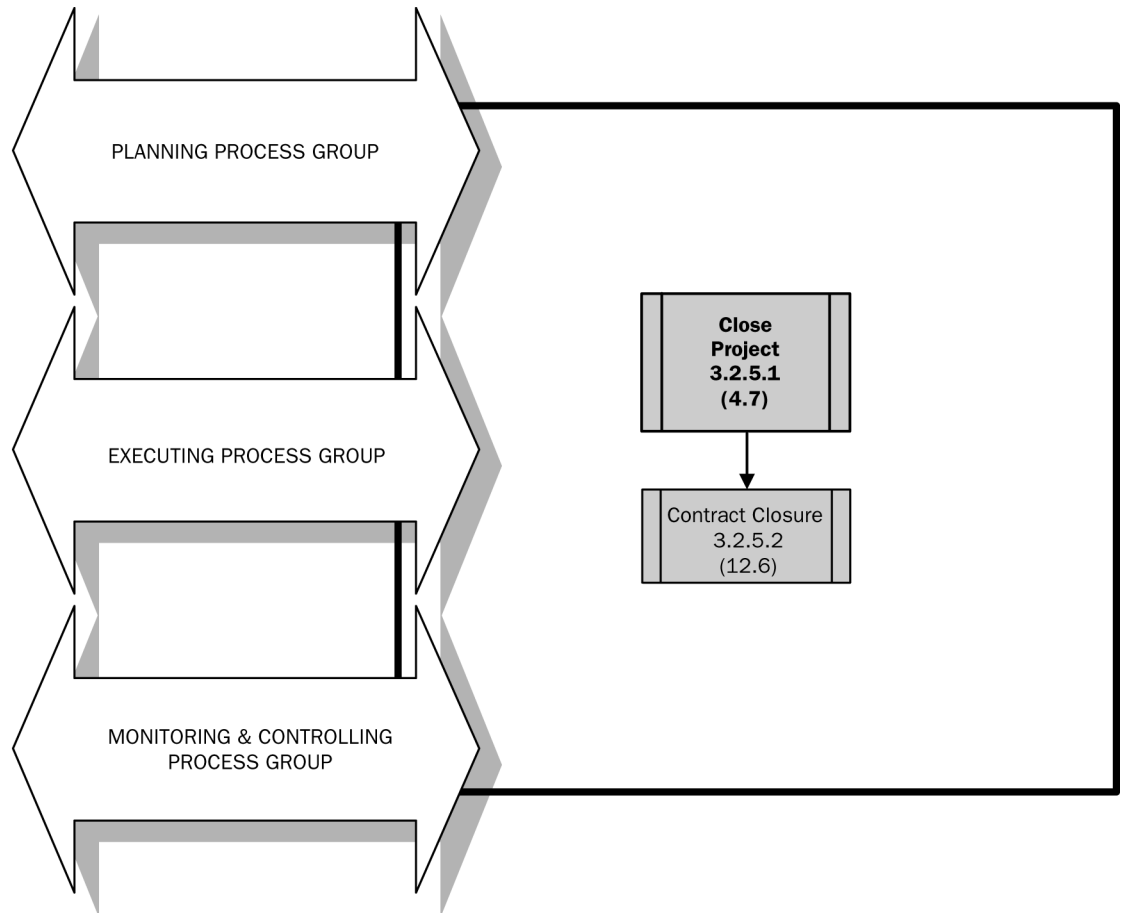 PLANNING PROCESS GROUP
Close
Project
3.2.5.1
(4.7)
EXECUTING PROCESS GROUP
Contract Closure
3.2.5.2
(12.6)
MONITORING & CONTROLLING
PROCESS GROUP